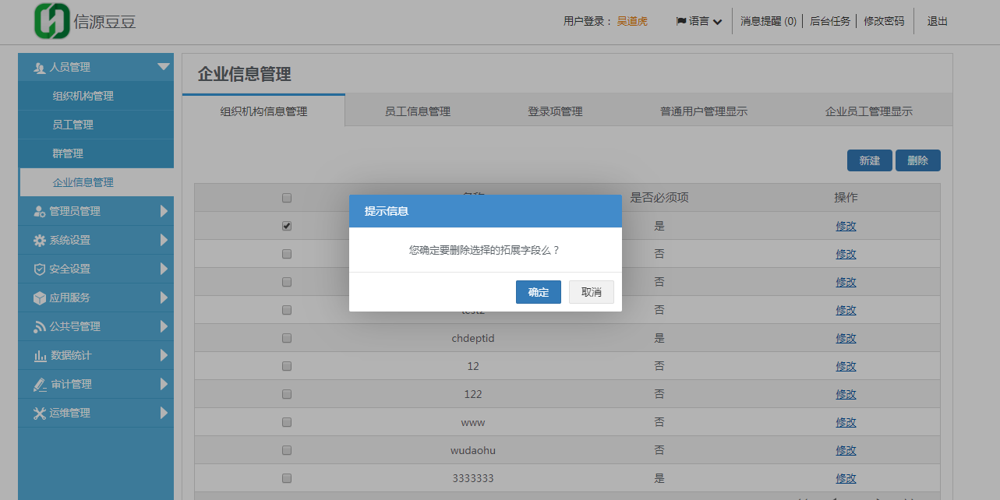 信源豆豆
用户登录： 吴道虎 语言 消息提醒 (0) 后台任务 修改密码 退出
人员管理
组织机构管理
员工管理
群管理
企业信息管理
管理员管理
系统设置
安全设置
应用服务
公共号管理
数据统计
审计管理
运维管理
企业信息管理
组织机构信息管理 员工信息管理 登录项管理 普通用户管理显示 企业员工管理显示
新建 删除
是否必须项 操作
是 修改
否 修改
否 修改
否 修改
chdeptid 是 修改
12 否 修改
122 否 修改
www 否 修改
wudaohu 否 修改
3333333 是 修改
提示信息
您确定要删除选择的拓展字段么？
确定 取消